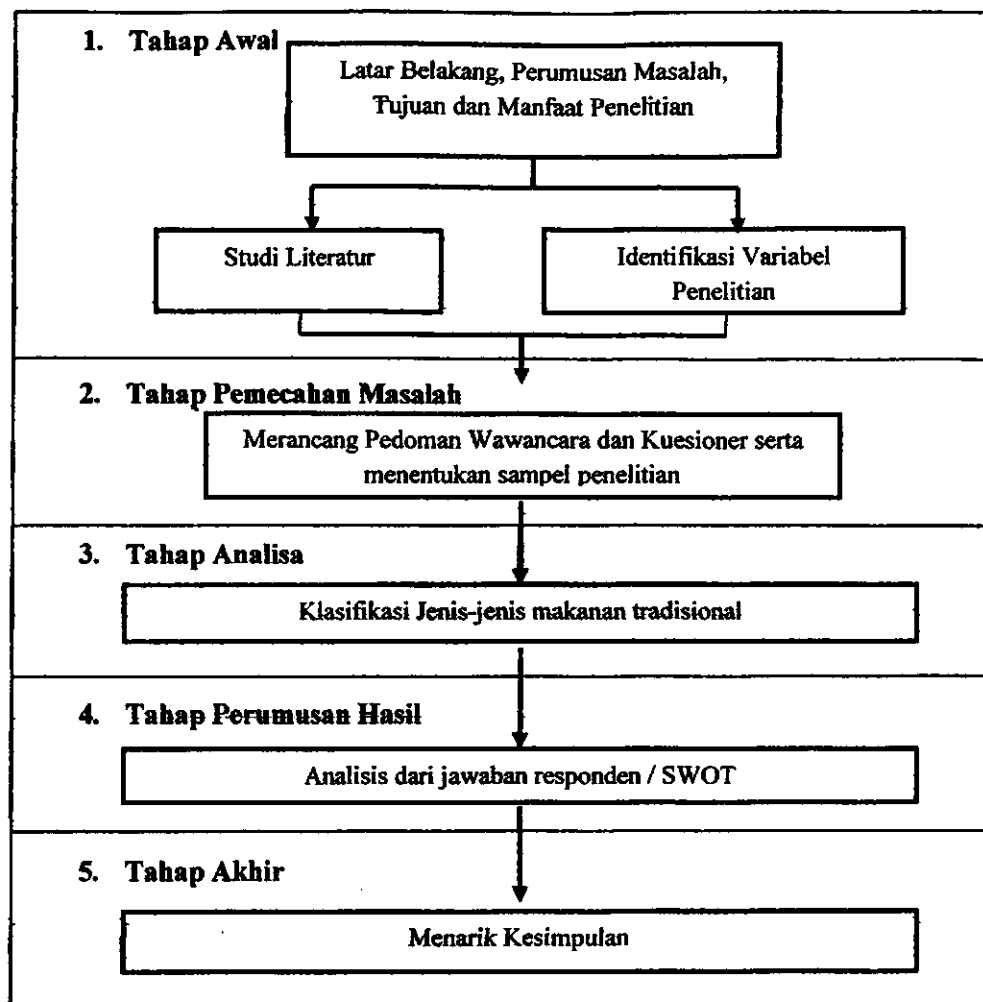 1. Tahap Awal
Latar Belakang, Perumusan Masalah,
Tujuan dan Manfaat Penelitian
Studi Literatur
Identifikasi Variabel
Penelitian
2. Tahap Pemecahan Masalah
Merancang Pedoman Wawancara dan Kuesioner serta
menentukan sampel penelitian
3. Tahap Analisa
Klasifikasi Jenis-jenis makanan tradisional
4. Tahap Perumusan Hasil
Analisis dari jawaban responden / SWOT
5. Tahap Akhir
Menarik Kesimpulan